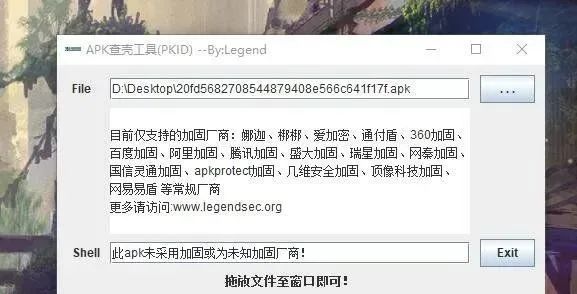 APK查壳工具(PKID) --By:Legend
File D:\Desktop\20fd5682708544879408e566c641f17f.apk ...
目前仅支持的加固厂商：娜迦、梆梆、爱加密、通付盾、360加固、
百度加固、阿里加固、腾讯加固、盛大加固、瑞星加固、网秦加固、
国信灵通加固、apkprotect加固、几维安全加固、顶像科技加固、
网易易盾 等常规厂商
更多请访问:www.legendsec.org
Shell 此apk未采用加固或为未知加固厂商! Exit
拖放文件至窗口即可!